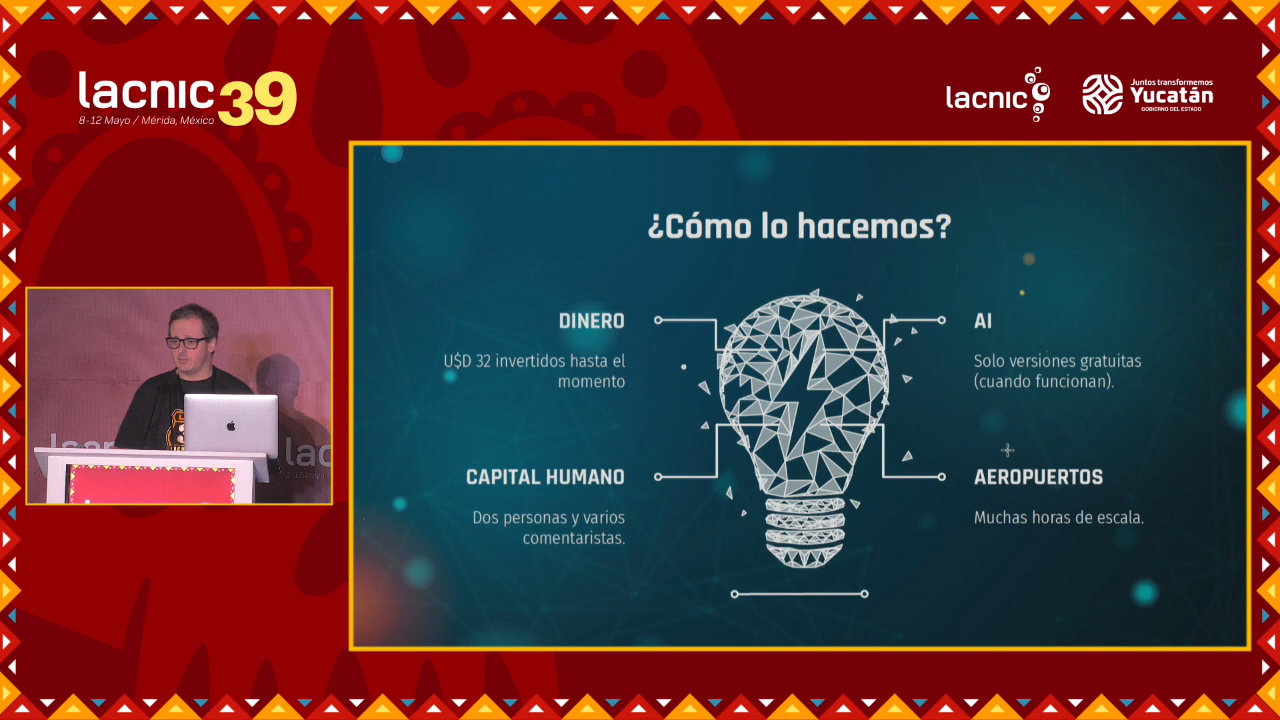 lacnic39
8-12 Mayo / Mérida, México
lacnic
Juntos transformemos
Yucatán
GOBIERNO DEL ESTADO
¿Cómo lo hacemos?
DINERO
U$D 32 invertidos hasta el
momento
AI
Solo versiones gratuitas
(cuando funcionan).
CAPITAL HUMANO
Dos personas y varios
comentaristas.
AEROPUERTOS
Muchas horas de escala.